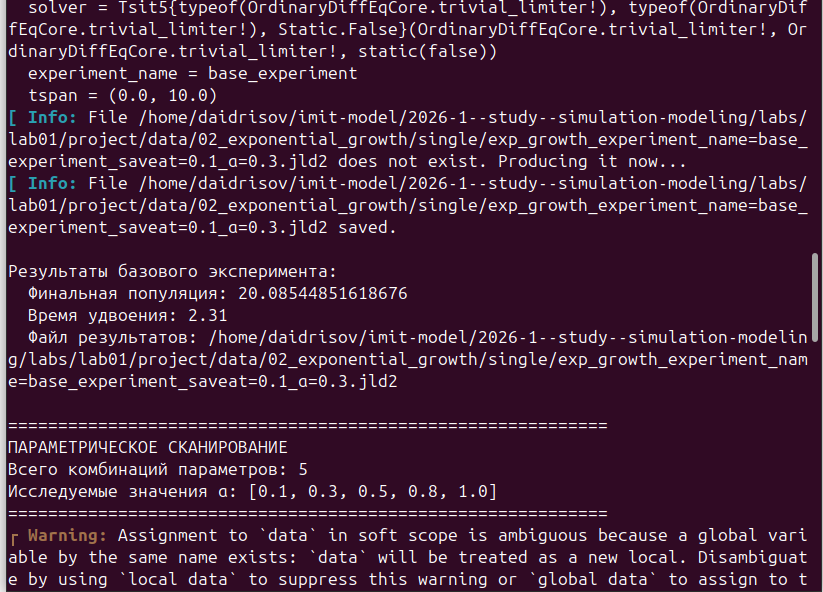 solver = Tsit5{typeof(OrdinaryDiffEqCore.trivial_limiter!), typeof(OrdinaryDif
fEqCore.trivial_limiter!), Static.False}(OrdinaryDiffEqCore.trivial_limiter!, Or
dinaryDiffEqCore.trivial_limiter!, static(false))
experiment_name = base_experiment
tspan = (0.0, 10.0)
[ Info: File /home/daidrisov/imit-model/2026-1--study--simulation-modeling/labs/
lab01/project/data/02_exponential_growth/single/exp_growth_experiment_name=base_
experiment_saveat=0.1_α=0.3.jld2 does not exist. Producing it now...
[ Info: File /home/daidrisov/imit-model/2026-1--study--simulation-modeling/labs/
lab01/project/data/02_exponential_growth/single/exp_growth_experiment_name=base_
experiment_saveat=0.1_α=0.3.jld2 saved.
Результаты базового эксперимента:
Финальная популяция: 20.08544851618676
Время удвоения: 2.31
Файл результатов: /home/daidrisov/imit-model/2026-1--study--simulation-modelin
g/labs/lab01/project/data/02_exponential_growth/single/exp_growth_experiment_nam
e=base_experiment_saveat=0.1_α=0.3.jld2
============================================================
ПАРАМЕТРИЧЕСКОЕ СКАНИРОВАНИЕ
Всего комбинаций параметров: 5
Исследуемые значения α: [0.1, 0.3, 0.5, 0.8, 1.0]
============================================================
┌ Warning: Assignment to `data` in soft scope is ambiguous because a global vari
able by the same name exists: `data` will be treated as a new local. Disambiguat
e by using `local data` to suppress this warning or `global data` to assign to t